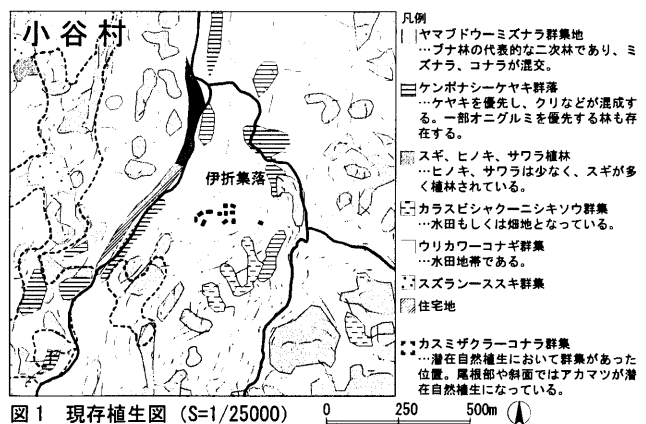 小谷村
伊折集落
凡例
ヤマブドウーミズナラ群集地
…ブナ林の代表的な二次林であり、ミ
ズナラ、コナラが混交。
ケンポナシーケヤキ群落
…ケヤキを優先し、クリなどが混成す
る。一部オニグルミを優先する林も存
在する。
スギ、ヒノキ、サワラ植林
…ヒノキ、サワラは少なく、スギが多
く植林されている。
カラスビシャクーニシキソウ群集
…水田もしくは畑地となっている。
ウリカワーコナギ群集
…水田地帯である。
スズランーススキ群集
住宅地
カスミザクラーコナラ群集
…潜在自然植生において群集があった
位置。尾根部や斜面ではアカマツが潜
在自然植生になっている。
図1 現存植生図（S=1/25000）
0 250 500m